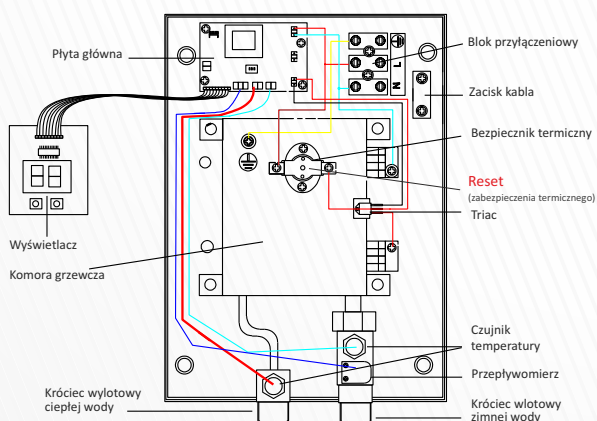 Płyta główna
Wyświetlacz
Komora grzewcza
Króciec wylotowy
ciepłej wody
L
N
Blok przyłączeniowy
Zacisk kabla
Bezpiecznik termiczny
Reset
(zabezpieczenia termicznego)
Triac
Czujnik
temperatury
Przepływomierz
Króciec wlotowy
zimnej wody